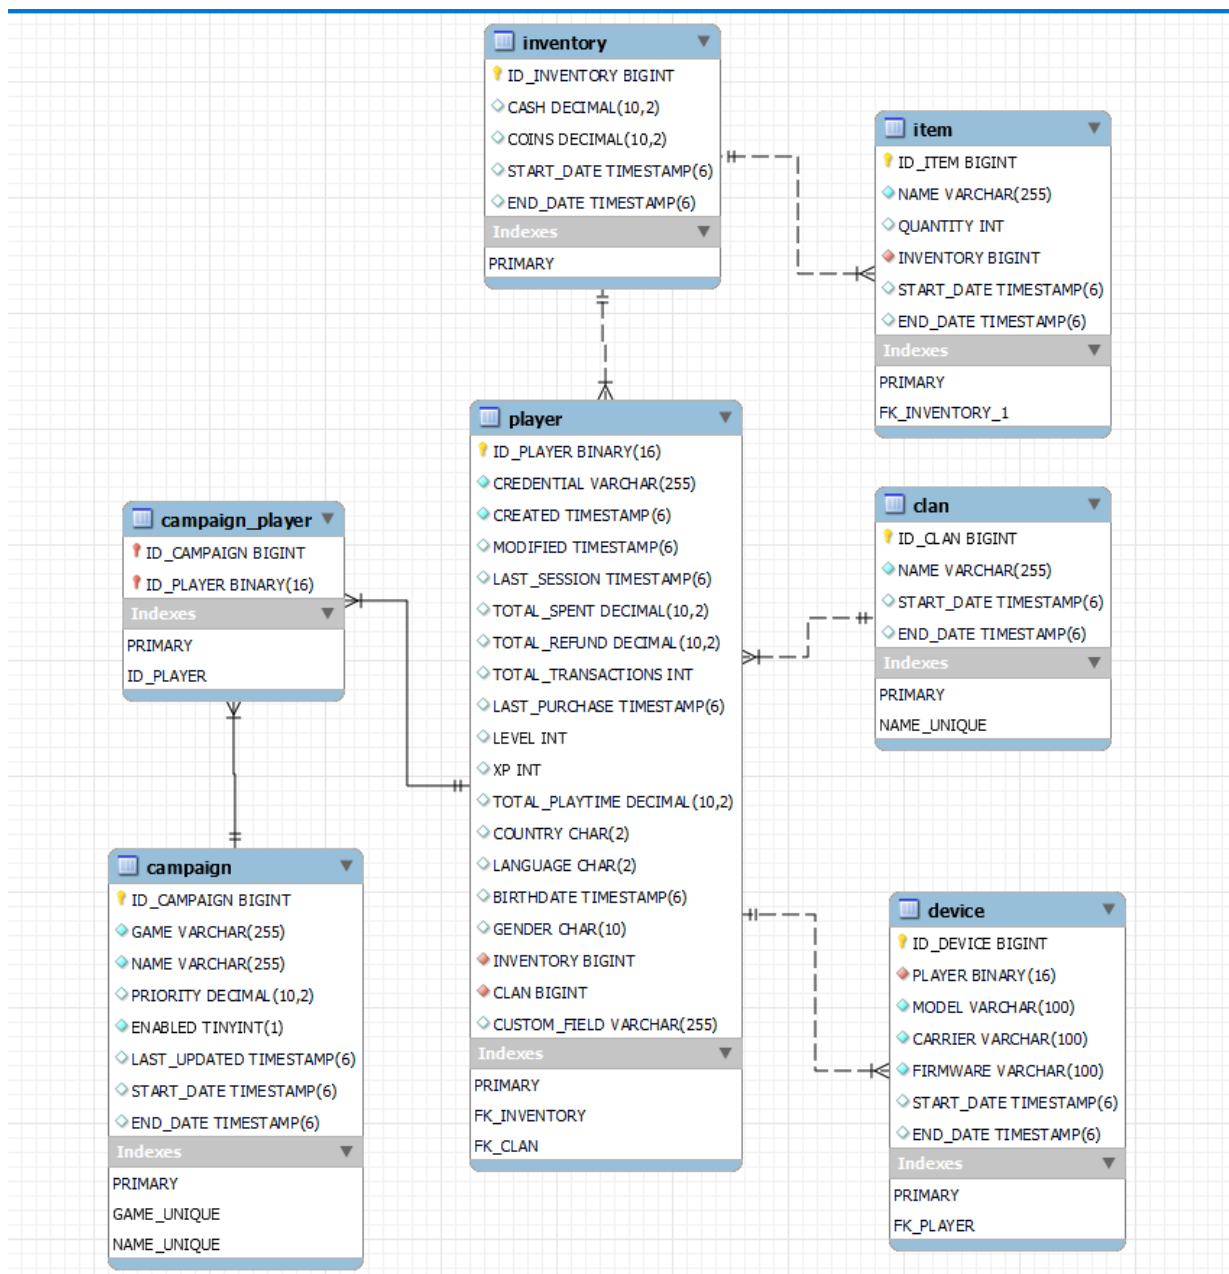 inventory
ID_INVENTORY BIGINT
CASH DECIMAL(10,2)
COINS DECIMAL(10,2)
START_DATE TIMESTAMP(6)
END_DATE TIMESTAMP(6)
Indexes
PRIMARY
item
ID_ITEM BIGINT
NAME VARCHAR(255)
QUANTITY INT
INVENTORY BIGINT
START_DATE TIMESTAMP(6)
END_DATE TIMESTAMP(6)
Indexes
PRIMARY
FK_INVENTORY_1
player
ID_PLAYER BINARY(16)
CREDENTIAL VARCHAR(255)
CREATED TIMESTAMP(6)
MODIFIED TIMESTAMP(6)
LAST_SESSION TIMESTAMP(6)
TOTAL_SPENT DECIMAL(10,2)
TOTAL_REFUND DECIMAL(10,2)
TOTAL_TRANSACTIONS INT
LAST_PURCHASE TIMESTAMP(6)
LEVEL INT
XP INT
TOTAL_PLAYTIME DECIMAL(10,2)
COUNTRY CHAR(2)
LANGUAGE CHAR(2)
BIRTHDATE TIMESTAMP(6)
GENDER CHAR(10)
INVENTORY BIGINT
CLAN BIGINT
CUSTOM_FIELD VARCHAR(255)
Indexes
PRIMARY
FK_INVENTORY
FK_CLAN
clan
ID_CLAN BIGINT
NAME VARCHAR(255)
START_DATE TIMESTAMP(6)
END_DATE TIMESTAMP(6)
Indexes
PRIMARY
NAME_UNIQUE
campaign_player
ID_CAMPAIGN BIGINT
ID_PLAYER BINARY(16)
Indexes
PRIMARY
ID_PLAYER
campaign
ID_CAMPAIGN BIGINT
GAME VARCHAR(255)
NAME VARCHAR(255)
PRIORITY DECIMAL(10,2)
ENABLED TINYINT(1)
LAST_UPDATED TIMESTAMP(6)
START_DATE TIMESTAMP(6)
END_DATE TIMESTAMP(6)
Indexes
PRIMARY
GAME_UNIQUE
NAME_UNIQUE
device
ID_DEVICE BIGINT
PLAYER BINARY(16)
MODEL VARCHAR(100)
CARRIER VARCHAR(100)
FIRMWARE VARCHAR(100)
START_DATE TIMESTAMP(6)
END_DATE TIMESTAMP(6)
Indexes
PRIMARY
FK_PLAYER